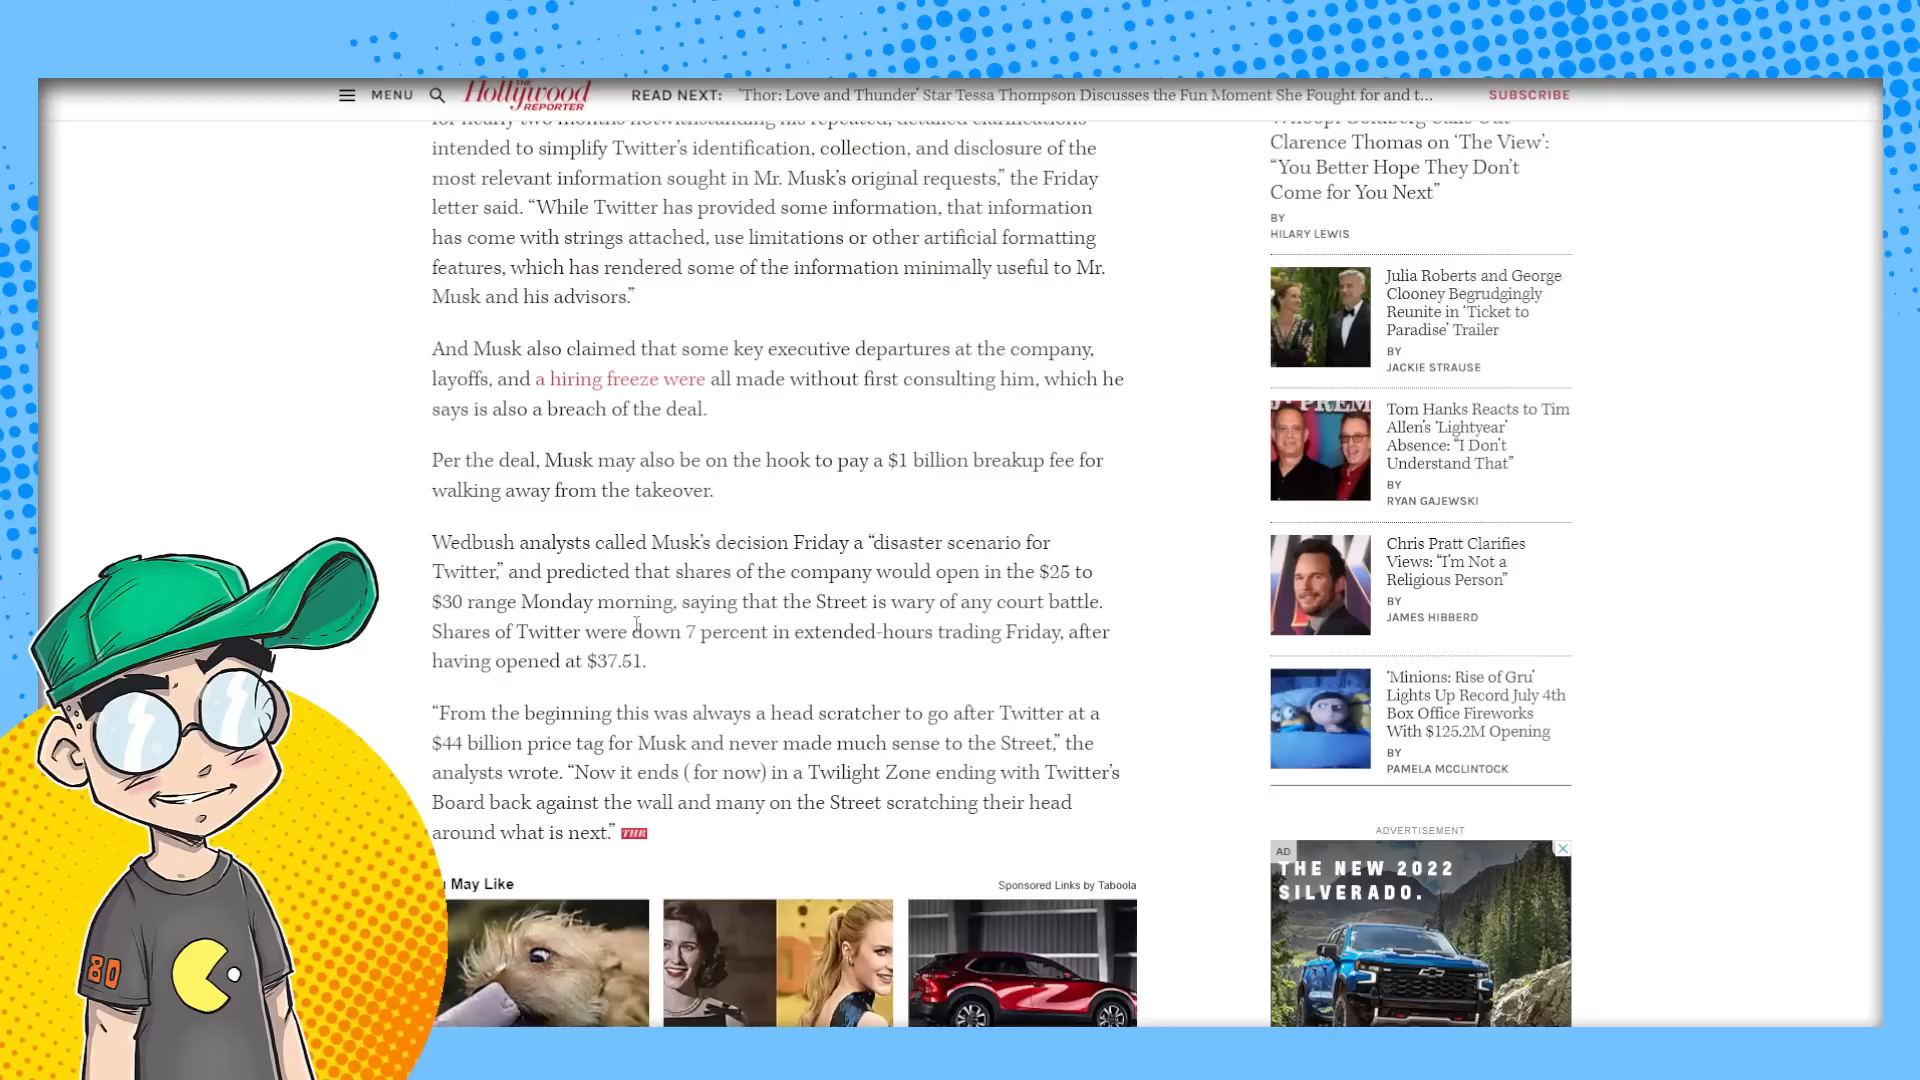 MENU
THE
Hollywood
REPORTER
READ NEXT: 'Thor: Love and Thunder' Star Tessa Thompson Discusses the Fun Moment She Fought for and t...
SUBSCRIBE
for nearly two months notwithstanding his repeated, detailed clarifications
intended to simplify Twitter's identification, collection, and disclosure of the
most relevant information sought in Mr. Musk's original requests,” the Friday
letter said. “While Twitter has provided some information, that information
has come with strings attached, use limitations or other artificial formatting
features, which has rendered some of the information minimally useful to Mr.
Musk and his advisors.”
And Musk also claimed that some key executive departures at the company,
layoffs, and a hiring freeze were all made without first consulting him, which he
says is also a breach of the deal.
Per the deal, Musk may also be on the hook to pay a $1 billion breakup fee for
walking away from the takeover.
Wedbush analysts called Musk's decision Friday a “disaster scenario for
Twitter,” and predicted that shares of the company would open in the $25 to
$30 range Monday morning, saying that the Street is wary of any court battle.
Shares of Twitter were down 7 percent in extended-hours trading Friday, after
having opened at $37.51.
“From the beginning this was always a head scratcher to go after Twitter at a
$44 billion price tag for Musk and never made much sense to the Street,” the
analysts wrote. “Now it ends ( for now) in a Twilight Zone ending with Twitter's
Board back against the wall and many on the Street scratching their head
around what is next.” THR
May Like
Sponsored Links by Taboola
Whoopi Goldberg Calls Out
Clarence Thomas on 'The View':
“You Better Hope They Don't
Come for You Next”
BY
HILARY LEWIS
Julia Roberts and George
Clooney Begrudgingly
Reunite in 'Ticket to
Paradise' Trailer
BY
JACKIE STRAUSE
PREM
Tom Hanks Reacts to Tim
Allen's 'Lightyear'
Absence: “I Don't
Understand That”
BY
RYAN GAJEWSKI
Chris Pratt Clarifies
Views: “I'm Not a
Religious Person”
BY
JAMES HIBBERD
'Minions: Rise of Gru'
Lights Up Record July 4th
Box Office Fireworks
With $125.2M Opening
BY
PAMELA MCCLINTOCK
ADVERTISEMENT
AD
THE NEW 2022
SILVERADO.
80